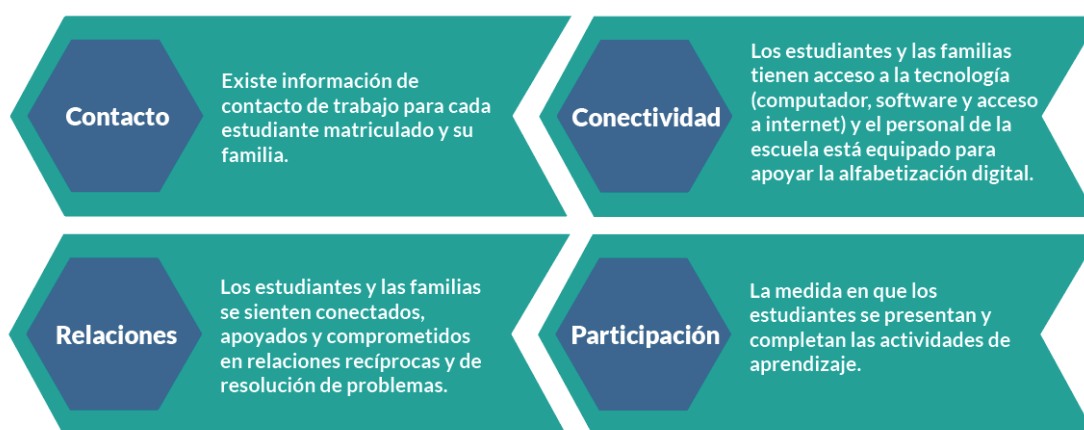 Contacto
Existe información de
contacto de trabajo para cada
estudiante matriculado y su
familia.
Conectividad
Los estudiantes y las familias
tienen acceso a la tecnología
(computador, software y acceso
a internet) y el personal de la
escuela está equipado para
apoyar la alfabetización digital.
Relaciones
Los estudiantes y las familias
se sienten conectados,
apoyados y comprometidos
en relaciones recíprocas y de
resolución de problemas.
Participación
La medida en que los
estudiantes se presentan y
completan las actividades de
aprendizaje.